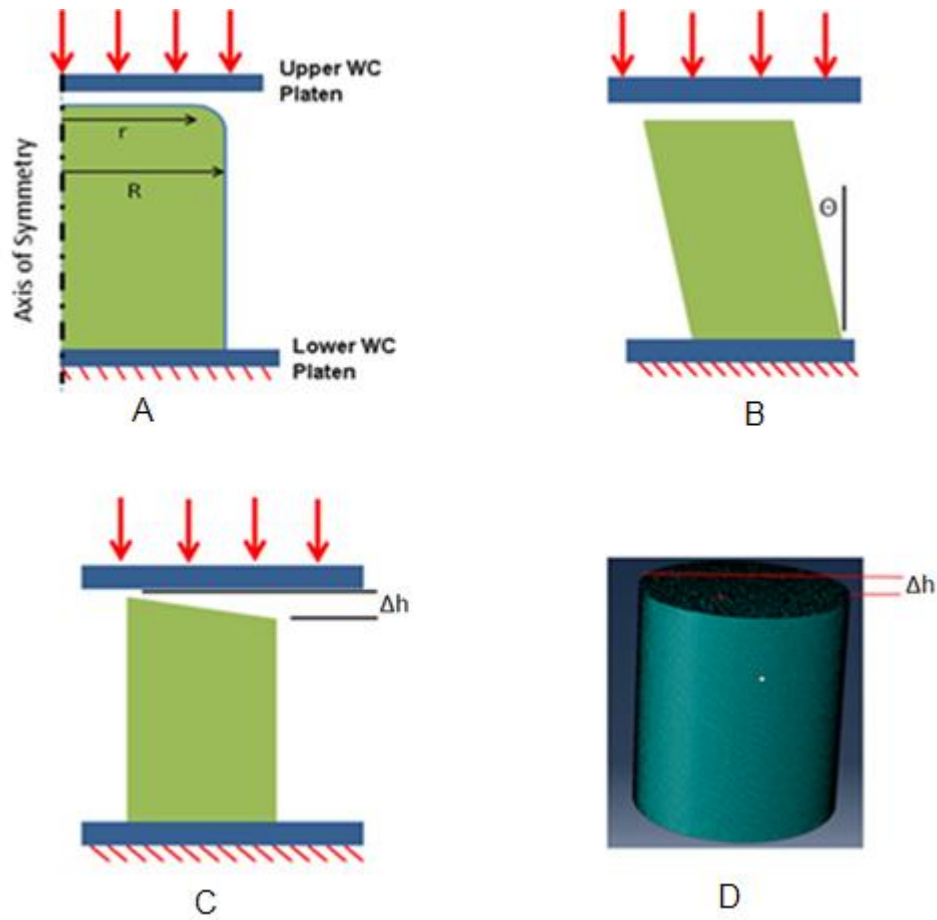 Upper WC
Platen
r
R
Axis of Symmetry
Lower WC
Platen
A
Θ
B
Δh
C
Δh
D